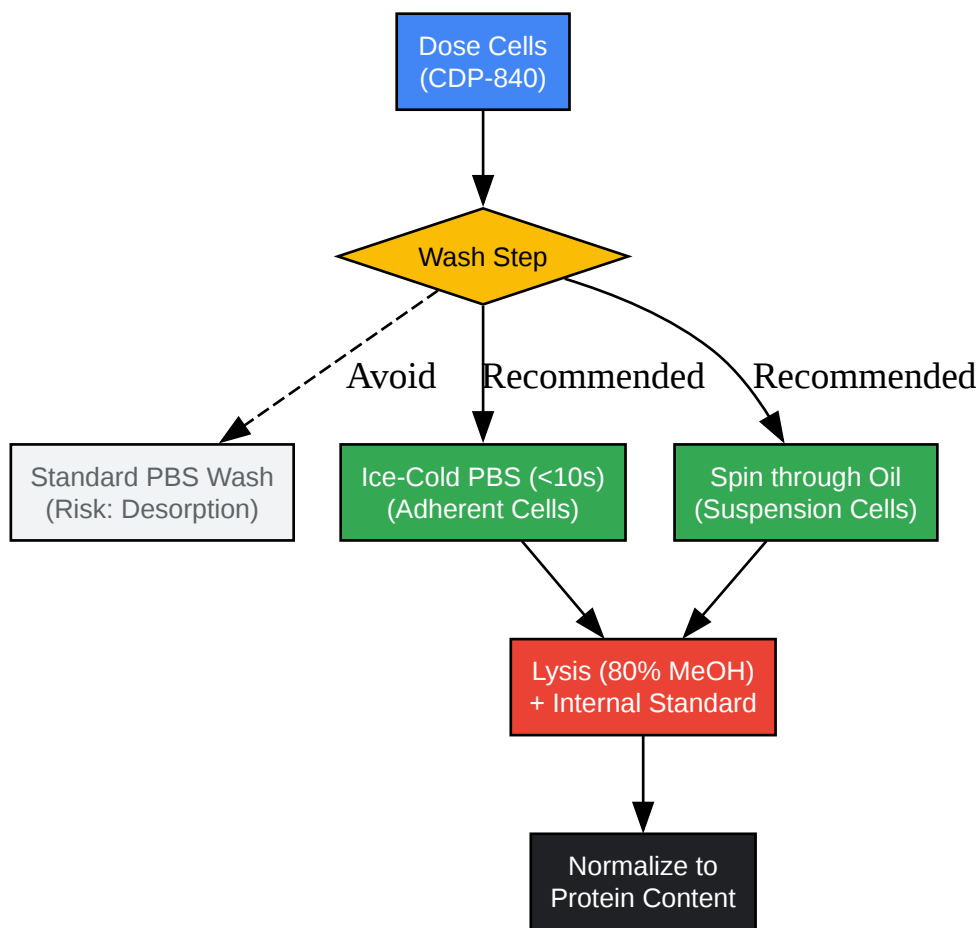 Dose Cells
(CDP-840)
Wash Step
Avoid
Recommended
Recommended
Standard PBS Wash
(Risk: Desorption)
Ice-Cold PBS (<10s)
(Adherent Cells)
Spin through Oil
(Suspension Cells)
Lysis (80% MeOH)
+ Internal Standard
Normalize to
Protein Content